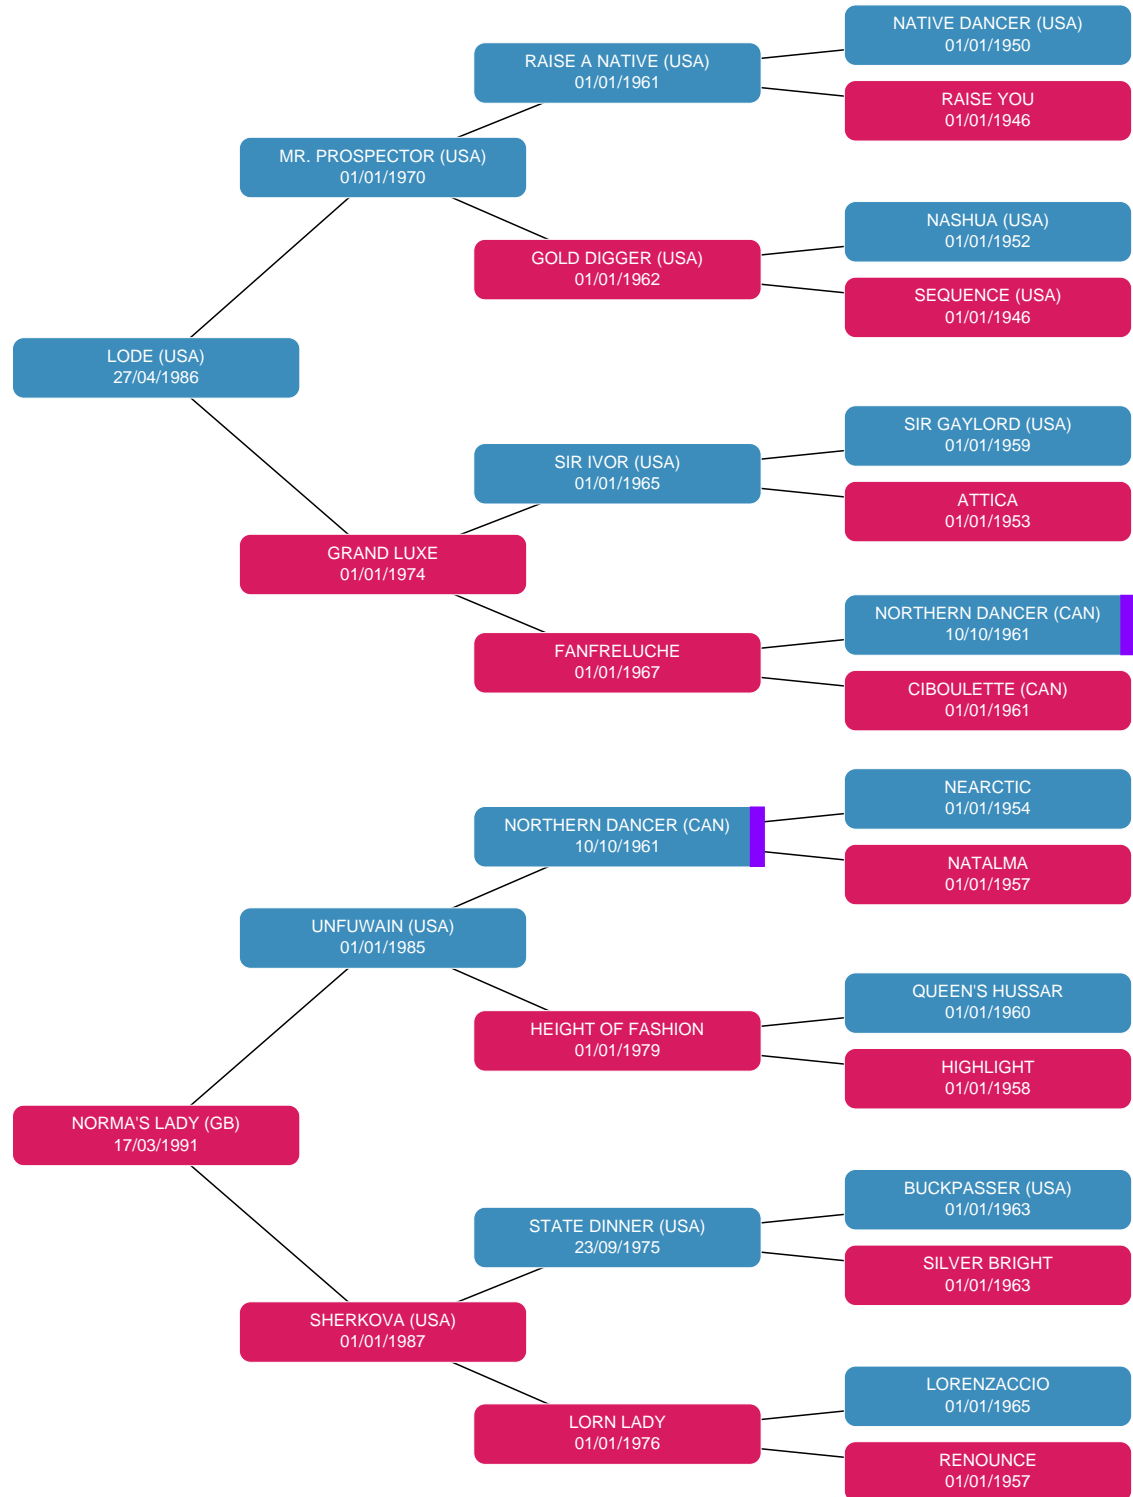 NATIVE DANCER (USA)
01/01/1950
RAISE A NATIVE (USA)
01/01/1961
RAISE YOU
01/01/1946
MR. PROSPECTOR (USA)
01/01/1970
NASHUA (USA)
01/01/1952
GOLD DIGGER (USA)
01/01/1962
SEQUENCE (USA)
01/01/1946
LODE (USA)
27/04/1986
SIR GAYLORD (USA)
01/01/1959
SIR IVOR (USA)
01/01/1965
ATTICA
01/01/1953
GRAND LUXE
01/01/1974
NORTHERN DANCER (CAN)
10/10/1961
FANFRELUCHE
01/01/1967
CIBOULETTE (CAN)
01/01/1961
NEARCTIC
01/01/1954
NORTHERN DANCER (CAN)
10/10/1961
NATALMA
01/01/1957
UNFUWAIN (USA)
01/01/1985
QUEEN'S HUSSAR
01/01/1960
HEIGHT OF FASHION
01/01/1979
HIGHLIGHT
01/01/1958
NORMA'S LADY (GB)
17/03/1991
BUCKPASSER (USA)
01/01/1963
STATE DINNER (USA)
23/09/1975
SILVER BRIGHT
01/01/1963
SHERKOVA (USA)
01/01/1987
LORENZACCIO
01/01/1965
LORN LADY
01/01/1976
RENOUNCE
01/01/1957